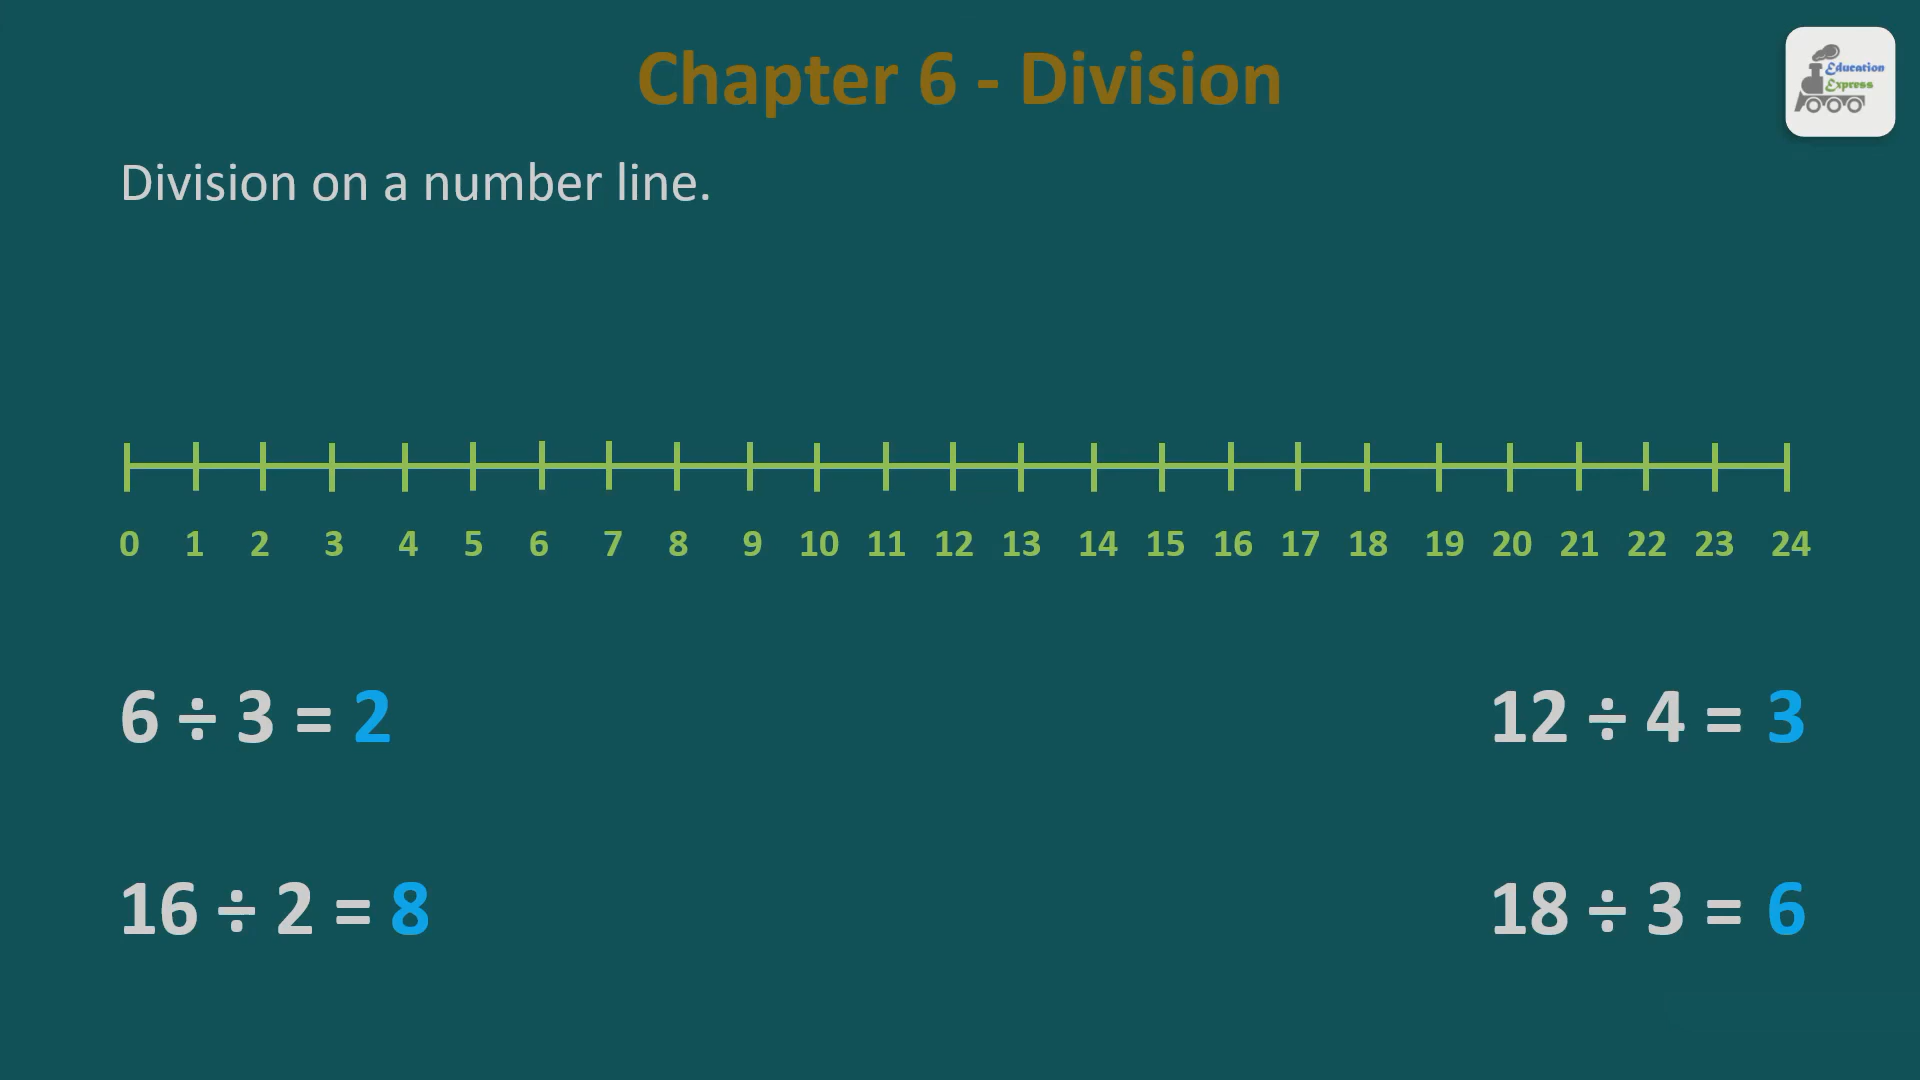 Chapter 6 - Division
Education
Express
Division on a number line.
0 1 2 3 4 5 6 7 8 9 10 11 12 13 14 15 16 17 18 19 20 21 22 23 24
6 ÷ 3 = 2
12 ÷ 4 = 3
16 ÷ 2 = 8
18 ÷ 3 = 6